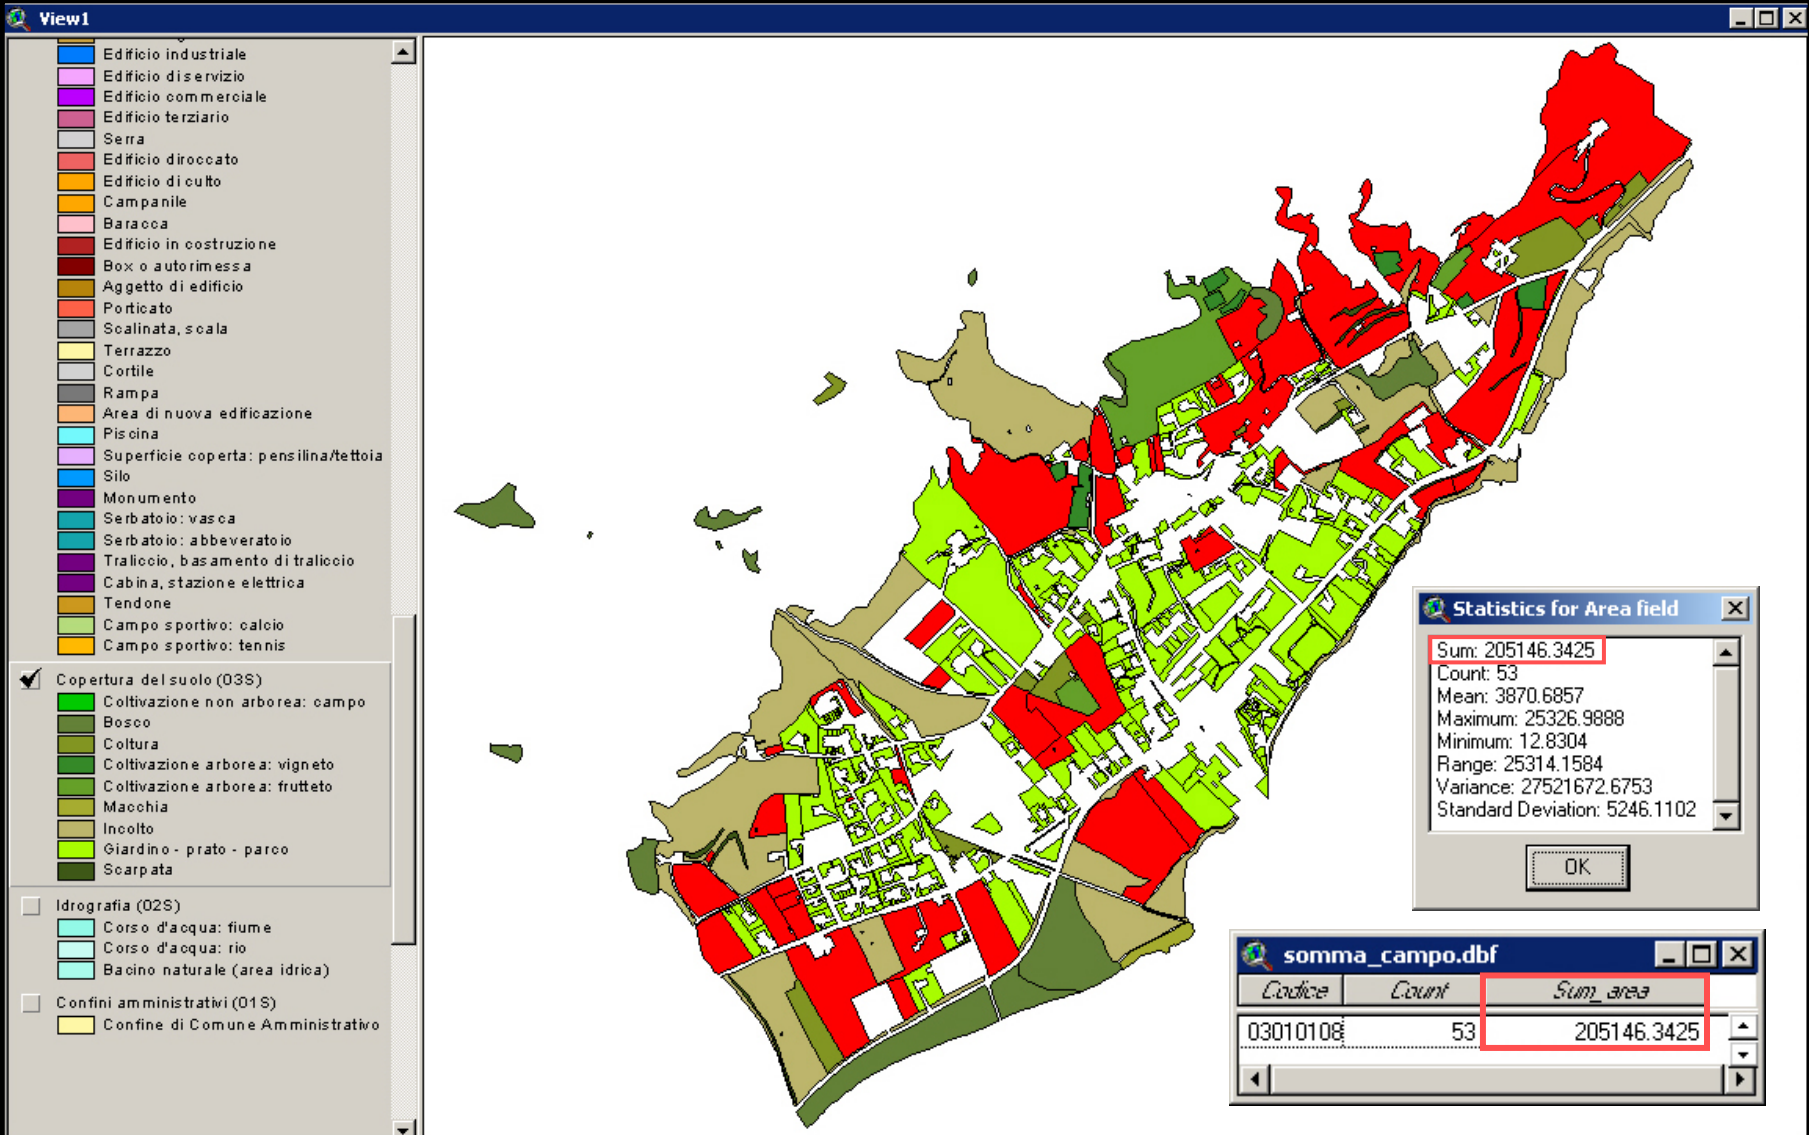 View1
Edificio industriale
Edificio di servizio
Edificio commerciale
Edificio terziario
Serra
Edificio diroccato
Edificio di culto
Campanile
Baracca
Edificio in costruzione
Box o autorimessa
Aggetto di edificio
Porticato
Scalinata, scala
Terrazzo
Cortile
Rampa
Area di nuova edificazione
Piscina
Superficie coperta: pensilina/tettoia
Silo
Monumento
Serbatoio: vasca
Serbatoio: abbeveratoio
Traliccio, basamento di traliccio
Cabina, stazione elettrica
Tendone
Campo sportivo: calcio
Campo sportivo: tennis
Copertura del suolo (03S)
Coltivazione non arborea: campo
Bosco
Coltura
Coltivazione arborea: vigneto
Coltivazione arborea: frutteto
Macchia
Incolto
Giardino - prato - parco
Scarpata
Idrografia (02S)
Corso d'acqua: fiume
Corso d'acqua: rio
Bacino naturale (area idrica)
Confini amministrativi (01S)
Confine di Comune Amministrativo
Statistics for Area field
Sum: 205146.3425
Count: 53
Mean: 3870.6857
Maximum: 25326.9888
Minimum: 12.8304
Range: 25314.1584
Variance: 27521672.6753
Standard Deviation: 5246.1102
OK
somma_campo.dbf
Codice Count Sum_area
03010108 53 205146.3425